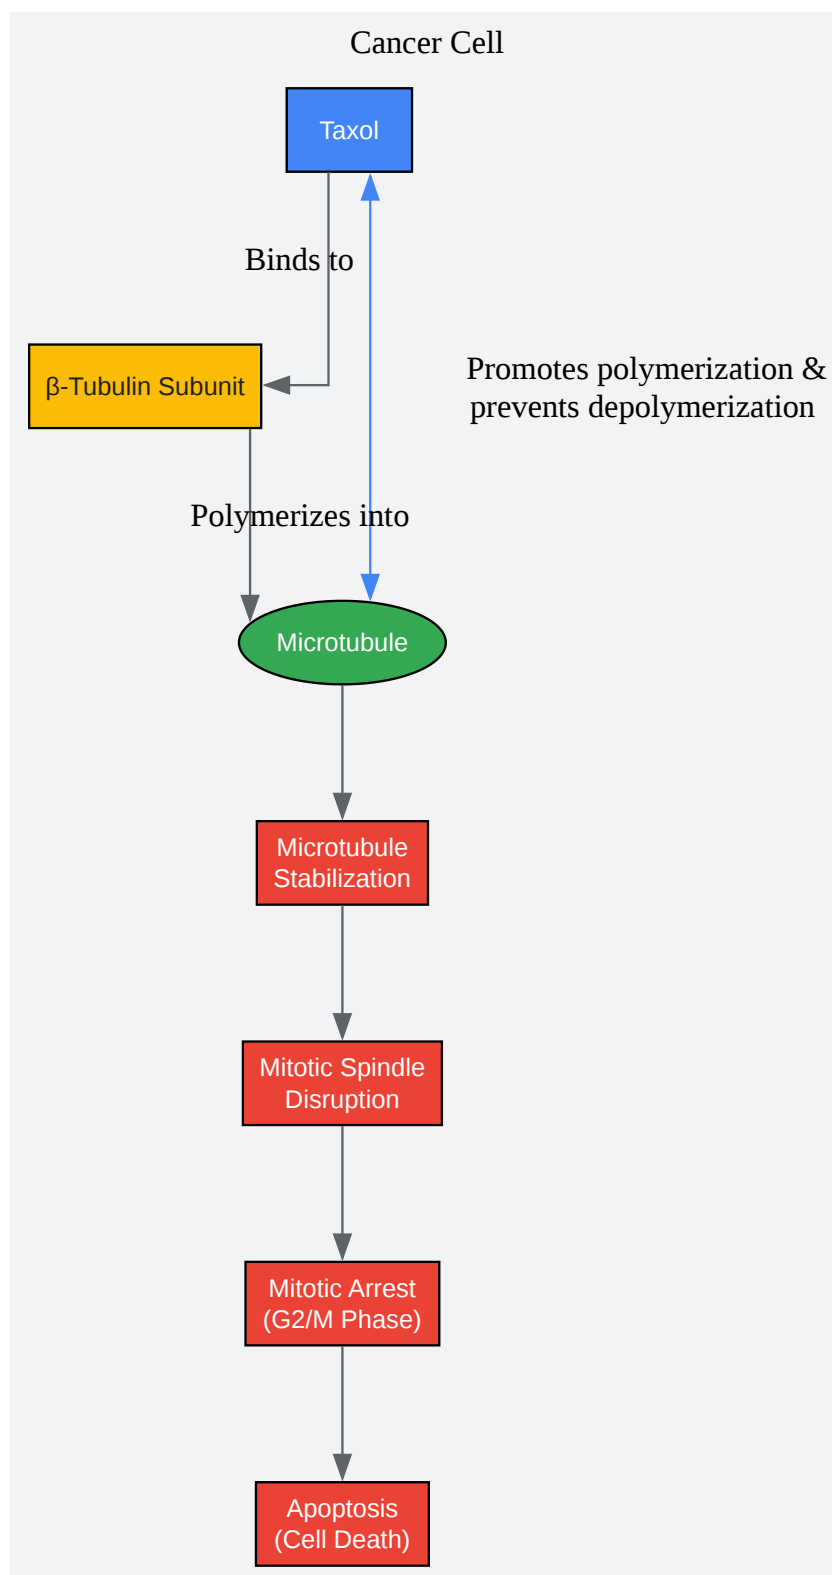 Cancer Cell
Taxol
Binds to
β-Tubulin Subunit
Promotes polymerization &
prevents depolymerization
Polymerizes into
Microtubule
Microtubule
Stabilization
Mitotic Spindle
Disruption
Mitotic Arrest
(G2/M Phase)
Apoptosis
(Cell Death)